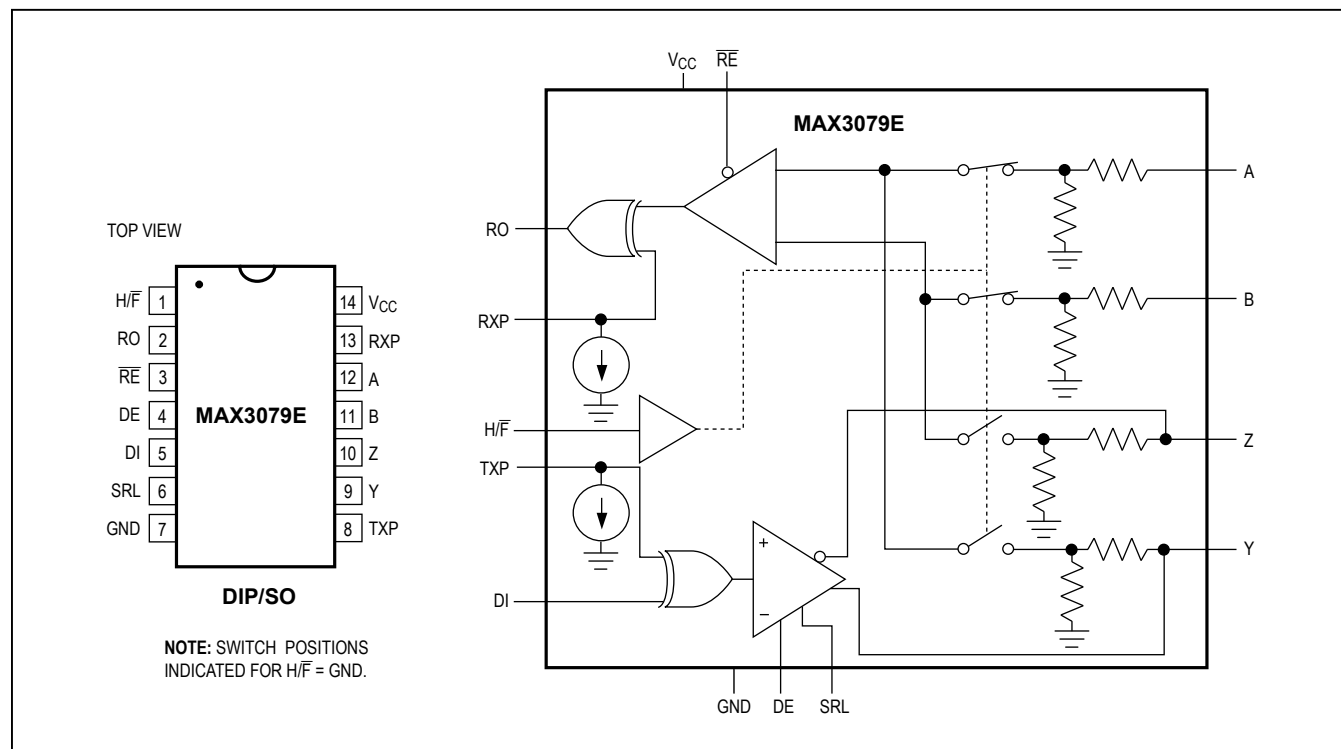 TOP VIEW
H/F̅ 1
RO 2
R̅E̅ 3
DE 4
DI 5
SRL 6
GND 7
MAX3079E
14 VCC
13 RXP
12 A
11 B
10 Z
9 Y
8 TXP
DIP/SO
NOTE: SWITCH POSITIONS
INDICATED FOR H/F̅ = GND.
VCC
R̅E̅
MAX3079E
RO
RXP
H/F̅
TXP
DI
+
−
A
B
Z
Y
GND
DE
SRL